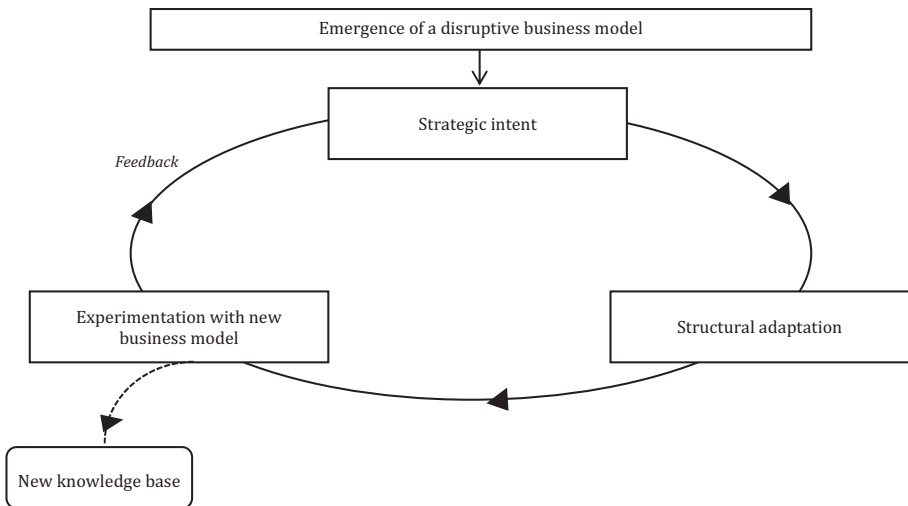 Emergence of a disruptive business model
Strategic intent
Feedback
Experimentation with new
business model
Structural adaptation
New knowledge base